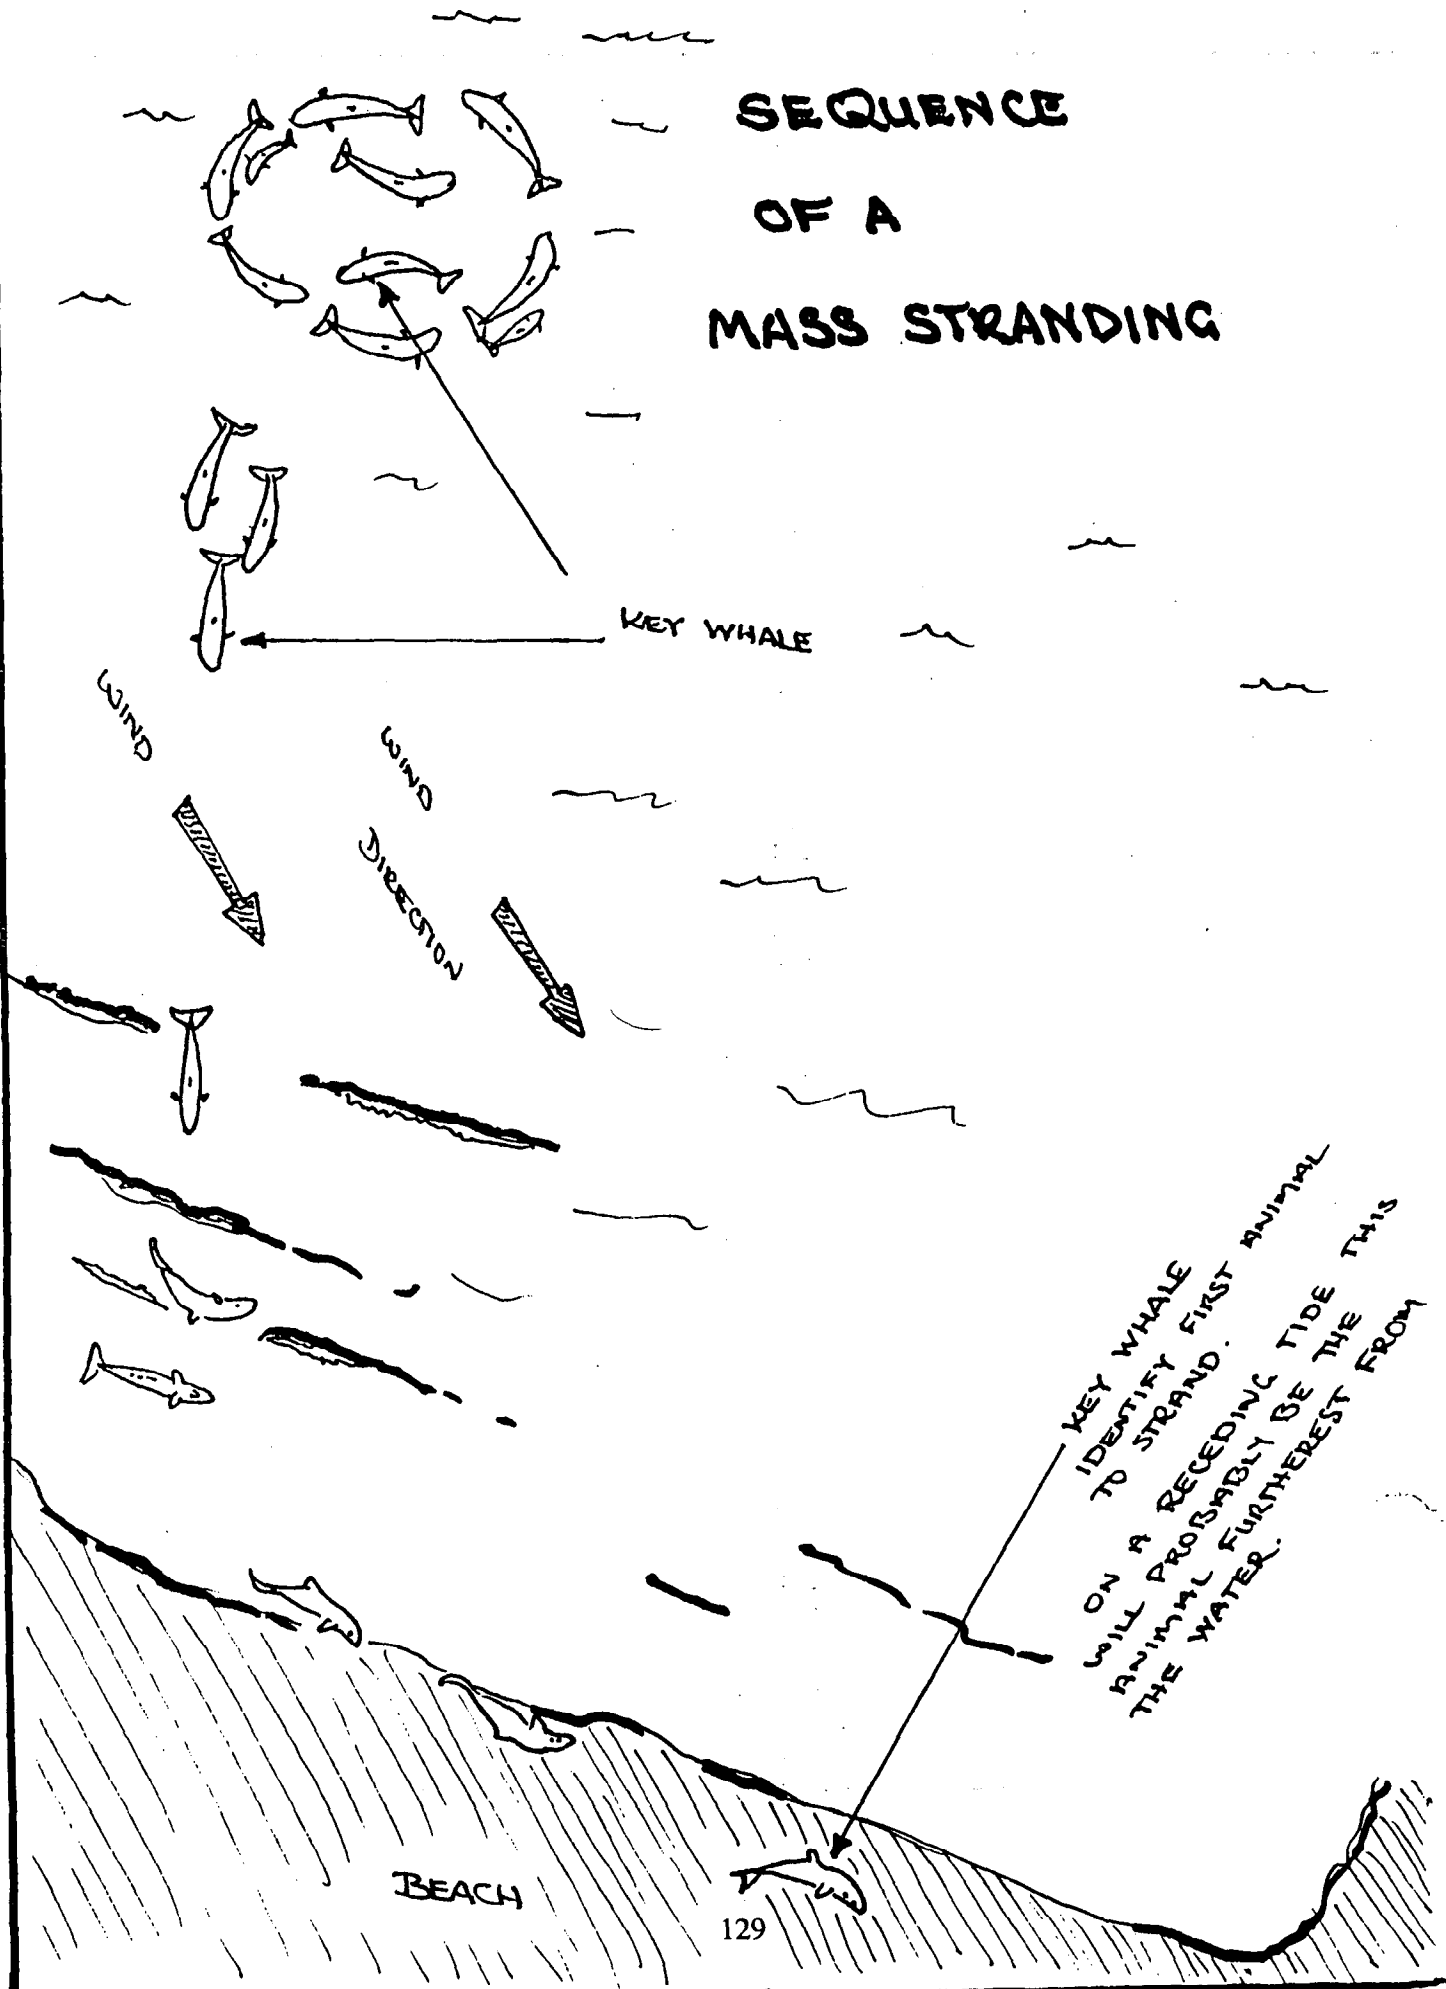 SEQUENCE
OF A
MASS STRANDING
KEY WHALE
WIND
WIND
DIRECTION
KEY WHALE
IDENTIFY FIRST ANIMAL
TO STRAND.
ON A RECEDING TIDE THIS
WILL PROBABLY BE THE
ANIMAL FURTHEREST FROM
THE WATER.
BEACH
129